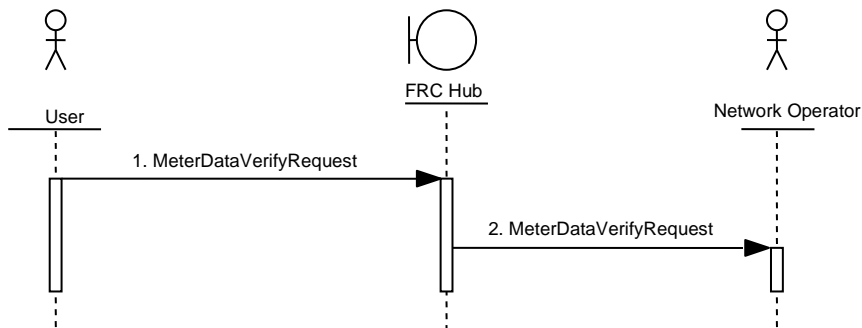 FRC Hub
User
Network Operator
1. MeterDataVerifyRequest
2. MeterDataVerifyRequest